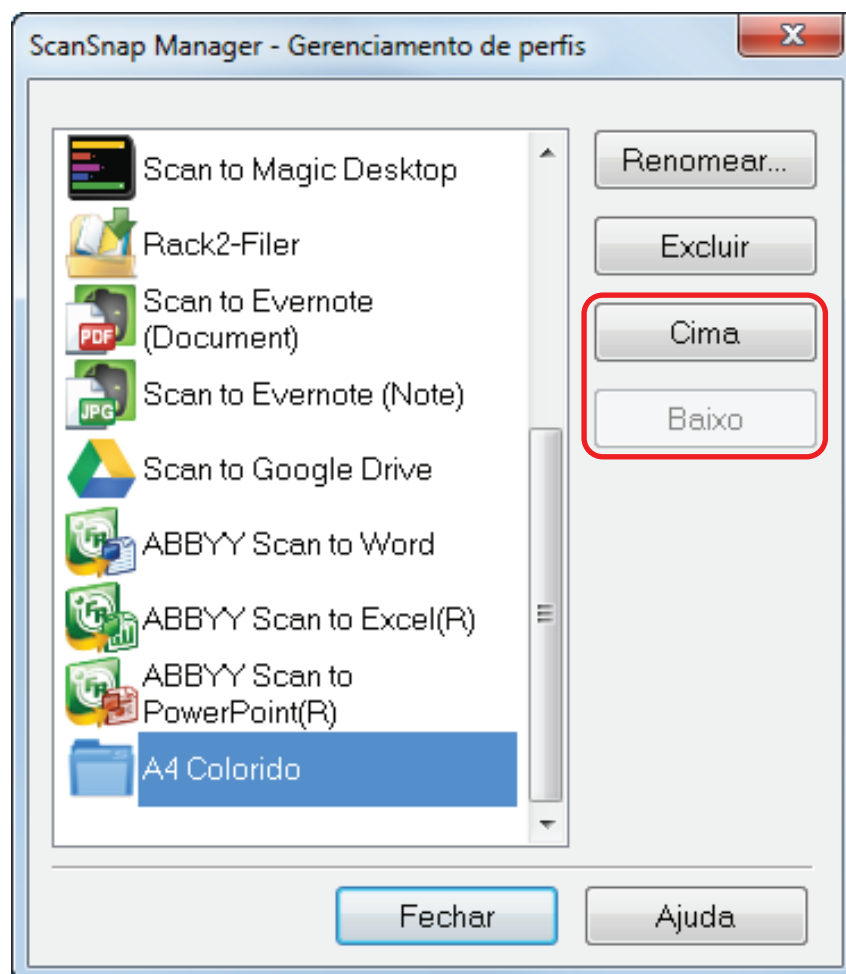 ScanSnap Manager - Gerenciamento de perfis
Scan to Magic Desktop
Rack2-Filer
Scan to Evernote
(Document)
Scan to Evernote (Note)
Scan to Google Drive
ABBYY Scan to Word
ABBYY Scan to Excel(R)
ABBYY Scan to
PowerPoint(R)
A4 Colorido
PDF
JPG
Renomear...
Excluir
Cima
Baixo
Fechar
Ajuda